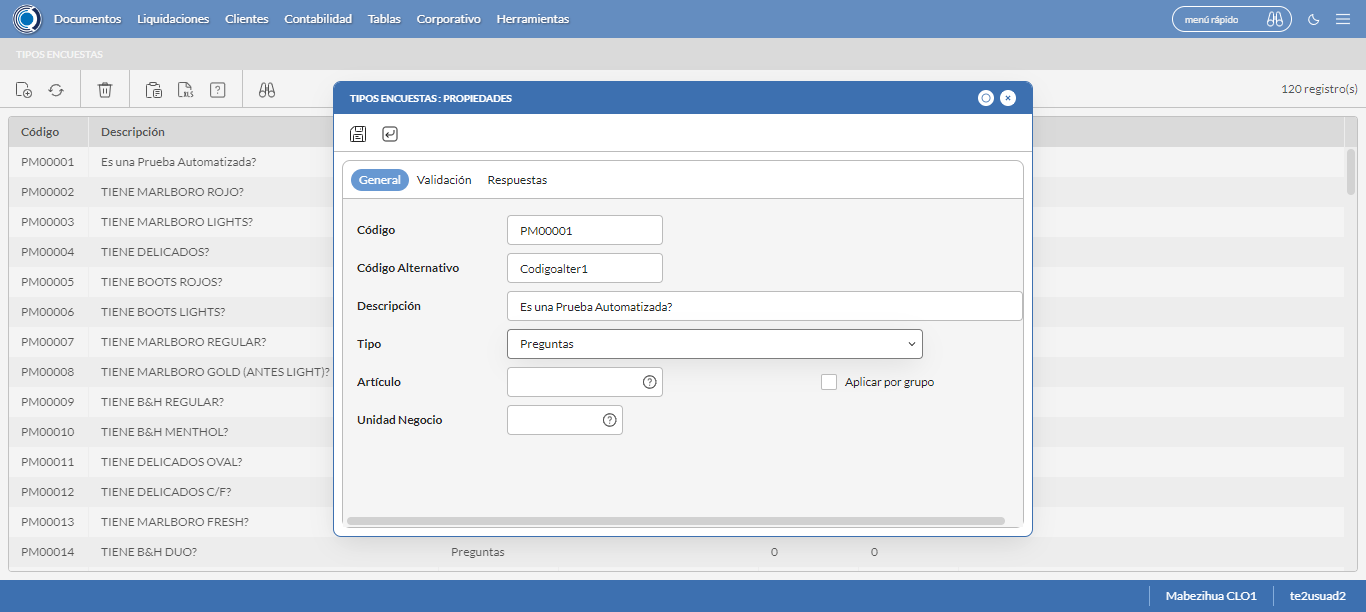 Documentos Liquidaciones Clientes Contabilidad Tablas Corporativo Herramientas menú rápido
TIPOS ENCUESTAS
XLS ? 120 registro(s)
TIPOS ENCUESTAS : PROPIEDADES
General Validación Respuestas
Código PM00001
Código Alternativo Codigoalter1
Descripción Es una Prueba Automatizada?
Tipo Preguntas
Artículo ? Aplicar por grupo
Unidad Negocio ?
Código Descripción
PM00001 Es una Prueba Automatizada?
PM00002 TIENE MARLBORO ROJO?
PM00003 TIENE MARLBORO LIGHTS?
PM00004 TIENE DELICADOS?
PM00005 TIENE BOOTS ROJOS?
PM00006 TIENE BOOTS LIGHTS?
PM00007 TIENE MARLBORO REGULAR?
PM00008 TIENE MARLBORO GOLD (ANTES LIGHT)?
PM00009 TIENE B&H REGULAR?
PM00010 TIENE B&H MENTHOL?
PM00011 TIENE DELICADOS OVAL?
PM00012 TIENE DELICADOS C/F?
PM00013 TIENE MARLBORO FRESH?
PM00014 TIENE B&H DUO? Preguntas 0 0
Mabezihua CLO1 te2usuad2